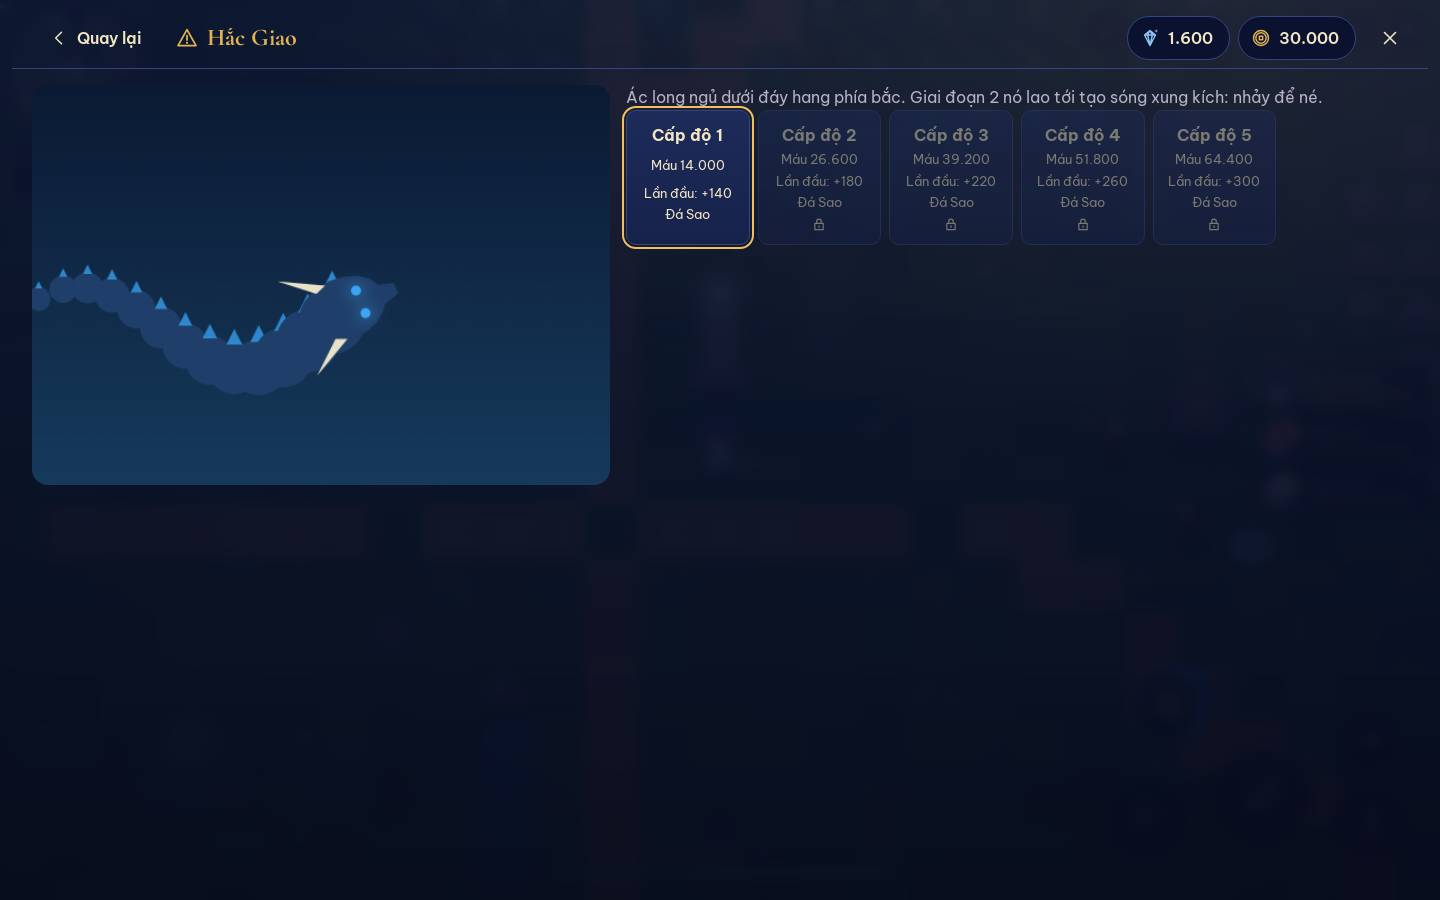 Quay lại
Hắc Giao
1.600
30.000
Ác long ngủ dưới đáy hang phía bắc. Giai đoạn 2 nó lao tới tạo sóng xung kích: nhảy để né.
Cấp độ 1
Máu 14.000
Lần đầu: +140
Đá Sao
Cấp độ 2
Máu 26.600
Lần đầu: +180
Đá Sao
Cấp độ 3
Máu 39.200
Lần đầu: +220
Đá Sao
Cấp độ 4
Máu 51.800
Lần đầu: +260
Đá Sao
Cấp độ 5
Máu 64.400
Lần đầu: +300
Đá Sao